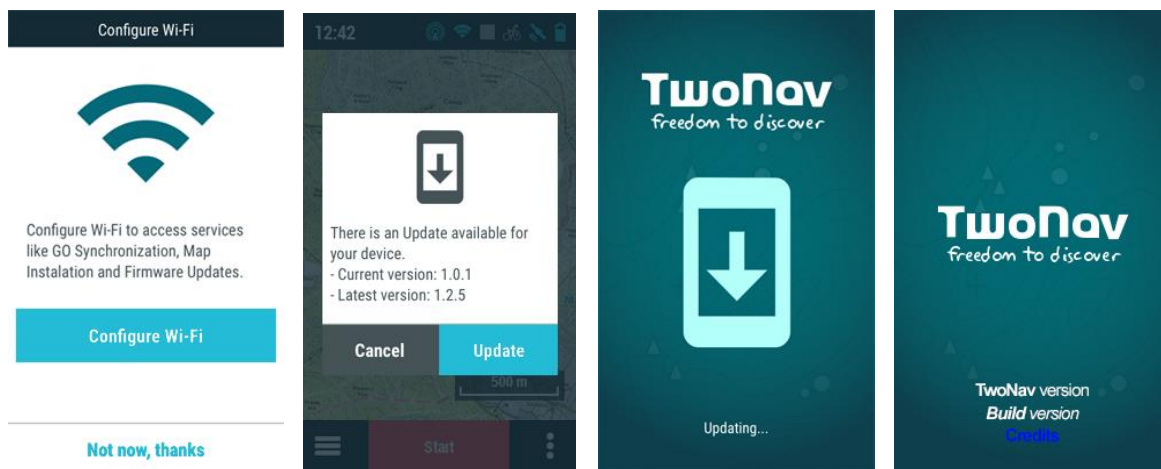 Configure Wi-Fi
Configure Wi-Fi to access services
like GO Synchronization, Map
Instalation and Firmware Updates.
Configure Wi-Fi
Not now, thanks
12:42
There is an Update available for
your device.
- Current version: 1.0.1
- Latest version: 1.2.5
Cancel
Update
500 m
Start
TwoNav
freedom to discover
Updating...
TwoNav
freedom to discover
TwoNav version
Build version
Credits